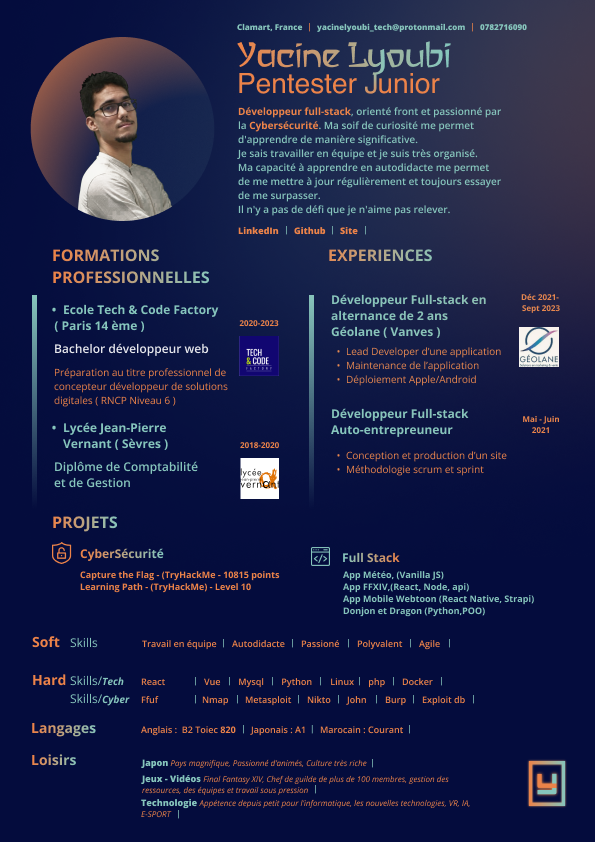 Clamart, France | yacinelyoubi_tech@protonmail.com | 0782716090
Yacine Lyoubi
Pentester Junior
Développeur full-stack, orienté front et passionné par
la Cybersécurité. Ma soif de curiosité me permet
d'apprendre de manière significative.
Je sais travailler en équipe et je suis très organisé.
Ma capacité à apprendre en autodidacte me permet
de me mettre à jour régulièrement et toujours essayer
de me surpasser.
Il n'y a pas de défi que je n'aime pas relever.
LinkedIn | Github | Site |
FORMATIONS
PROFESSIONNELLES
• Ecole Tech & Code Factory
( Paris 14 ème )
2020-2023
Bachelor développeur web
TECH
& CODE
FACTORY
Préparation au titre professionnel de
concepteur développeur de solutions
digitales ( RNCP Niveau 6 )
• Lycée Jean-Pierre
Vernant ( Sèvres )
2018-2020
Diplôme de Comptabilité
et de Gestion
lycée
vernant
EXPERIENCES
Développeur Full-stack en
alternance de 2 ans
Géolane ( Vanves )
Déc 2021-
Sept 2023
GÉOLANE
• Lead Developer d'une application
• Maintenance de l'application
• Déploiement Apple/Android
Développeur Full-stack
Auto-entrepreneur
Mai - Juin
2021
• Conception et production d'un site
• Méthodologie scrum et sprint
PROJETS
CyberSécurité
Capture the Flag - (TryHackMe - 10815 points
Learning Path - (TryHackMe) - Level 10
Full Stack
App Météo, (Vanilla JS)
App FFXIV,(React, Node, api)
App Mobile Webtoon (React Native, Strapi)
Donjon et Dragon (Python,POO)
Soft Skills Travail en équipe | Autodidacte | Passioné | Polyvalent | Agile |
Hard Skills/Tech React | Vue | Mysql | Python | Linux | php | Docker |
Skills/Cyber Ffuf | Nmap | Metasploit | Nikto | John | Burp | Exploit db |
Langages Anglais : B2 Toiec 820 | Japonais : A1 | Marocain : Courant |
Loisirs Japon Pays magnifique, Passionné d'animés, Culture très riche |
Jeux - Vidéos Final Fantasy XIV, Chef de guilde de plus de 100 membres, gestion des
ressources, des équipes et travail sous pression |
Technologie Appétence depuis petit pour l'informatique, les nouvelles technologies, VR, IA,
E-SPORT |
y